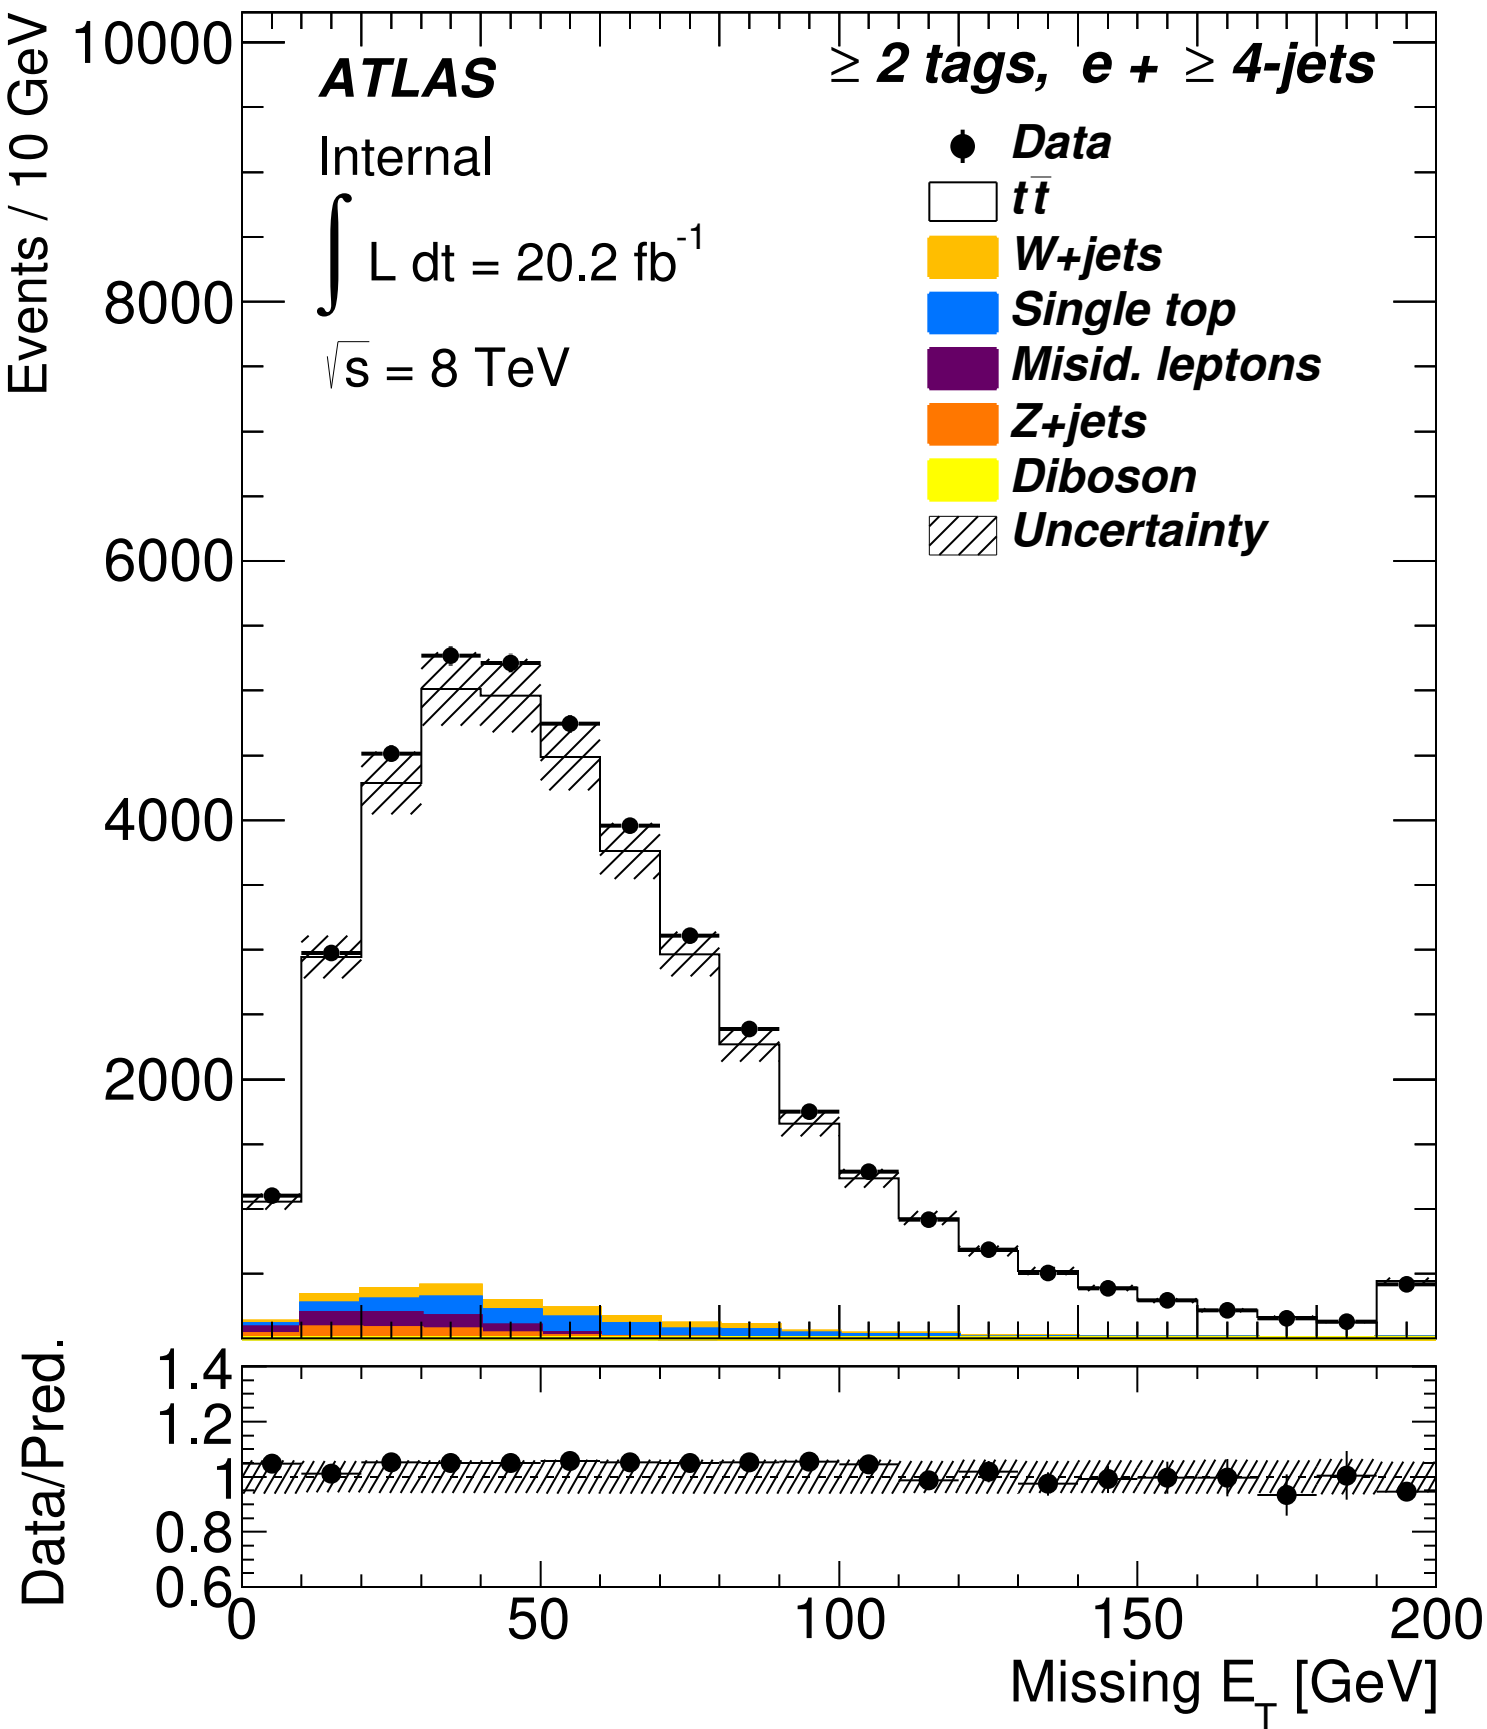 Events / 10 GeV
10000
8000
6000
4000
2000
ATLAS
Internal
∫ L dt = 20.2 fb⁻¹
√s = 8 TeV
≥ 2 tags, e + ≥ 4-jets
Data
tt̅
W+jets
Single top
Misid. leptons
Z+jets
Diboson
Uncertainty
Data/Pred.
1.4
1.2
1
0.8
0.6
0 50 100 150 200
Missing E_T [GeV]